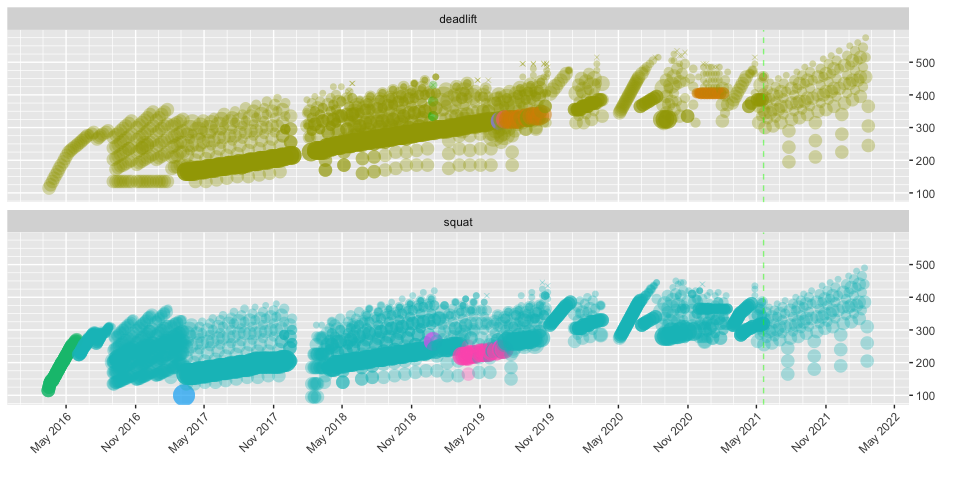 deadlift
500
400
300
200
100
squat
500
400
300
200
100
May 2016
Nov 2016
May 2017
Nov 2017
May 2018
Nov 2018
May 2019
Nov 2019
May 2020
Nov 2020
May 2021
Nov 2021
May 2022